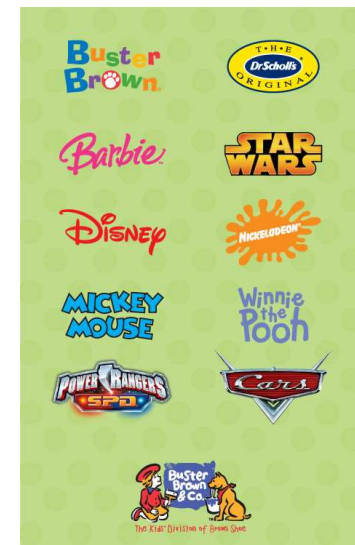 Buster
Brown
T•H•E
Dr.Scholl's
ORIGINAL
Barbie
STAR
WARS
Disney
NICKELODEON
MICKEY
MOUSE
Winnie
the
Pooh
POWER RANGERS
SPD
Cars
Buster
Brown
& Co.
The Kids' Division of Brown Shoe